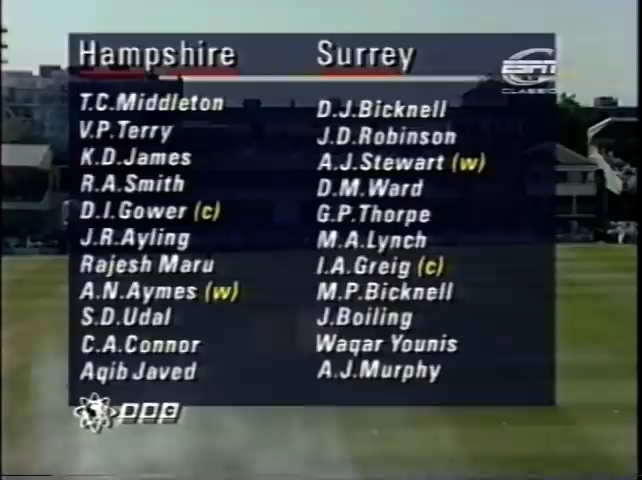 Hampshire
Surrey
ESPN
CLASSIC
T.C.Middleton
V.P.Terry
K.D.James
R.A.Smith
D.I.Gower (c)
J.R.Ayling
Rajesh Maru
A.N.Aymes (w)
S.D.Udal
C.A.Connor
Aqib Javed
D.J.Bicknell
J.D.Robinson
A.J.Stewart (w)
D.M.Ward
G.P.Thorpe
M.A.Lynch
I.A.Greig (c)
M.P.Bicknell
J.Boiling
Waqar Younis
A.J.Murphy